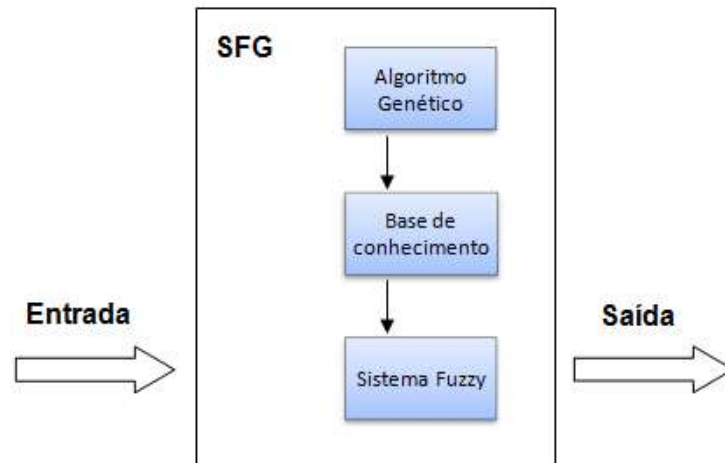 SFG
Algoritmo
Genético
Base de
conhecimento
Entrada
Saída
Sistema Fuzzy